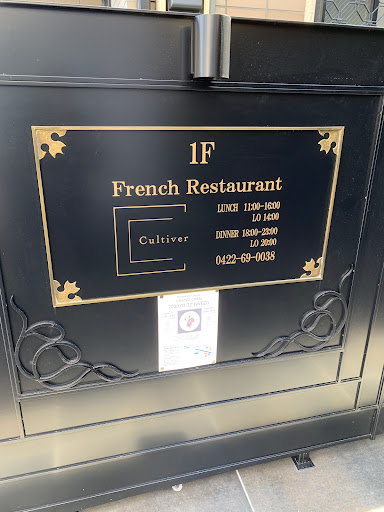 1F
French Restaurant
Cultiver
LUNCH 11:00-16:00
LO 14:00
DINNER 18:00-23:00
LO 20:00
0422-69-0038